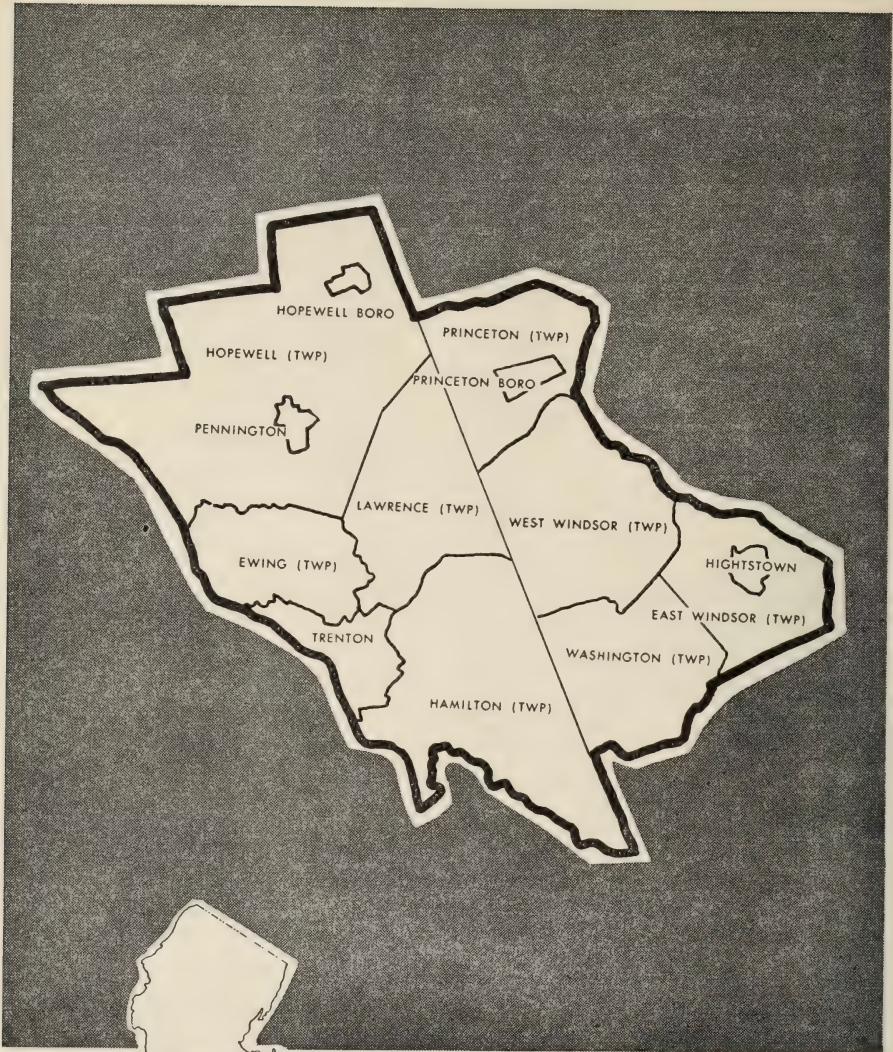 HOPEWELL BORO
PRINCETON (TWP)
HOPEWELL (TWP)
PRINCETON BORO
PENNINGTON
LAWRENCE (TWP)
WEST WINDSOR (TWP)
EWING (TWP)
HIGHTSTOWN
EAST WINDSOR (TWP)
TRENTON
WASHINGTON (TWP)
HAMILTON (TWP)